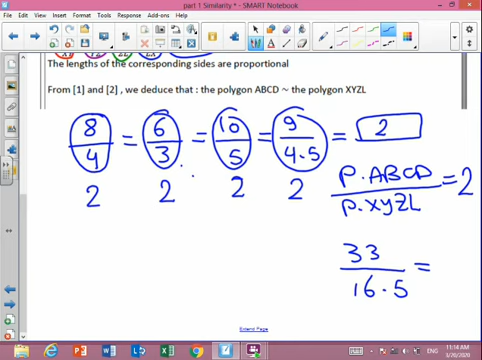 part 1 Similarity * - SMART Notebook
File Edit View Insert Format Tools Response Add-ons Help
The lengths of the corresponding sides are proportional
From [1] and [2] , we deduce that : the polygon ABCD ~ the polygon XYZL
8/4 = 6/3 = 10/5 = 9/4.5 = 2
2 2 2 2
P.ABCD/P.XYZL = 2
33/16.5 =
Extend Page
ENG
11:14 AM
3/20/2020